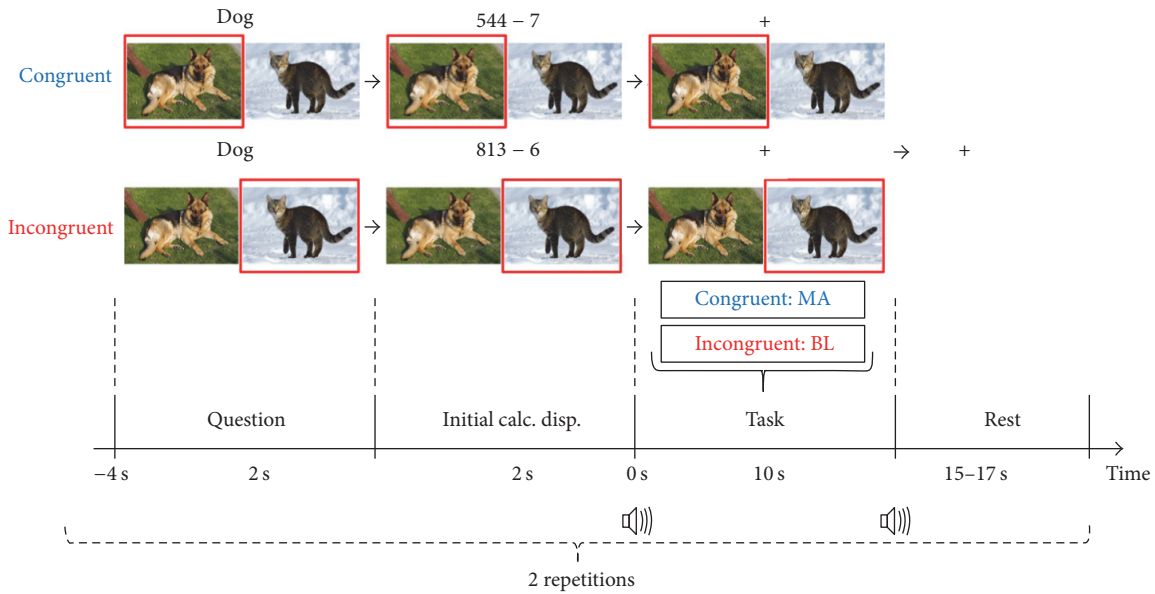 Dog
544 − 7
+
Congruent
Dog
813 − 6
+
+
Incongruent
Congruent: MA
Incongruent: BL
Question
Initial calc. disp.
Task
Rest
−4 s
2 s
2 s
0 s
10 s
15–17 s
Time
2 repetitions